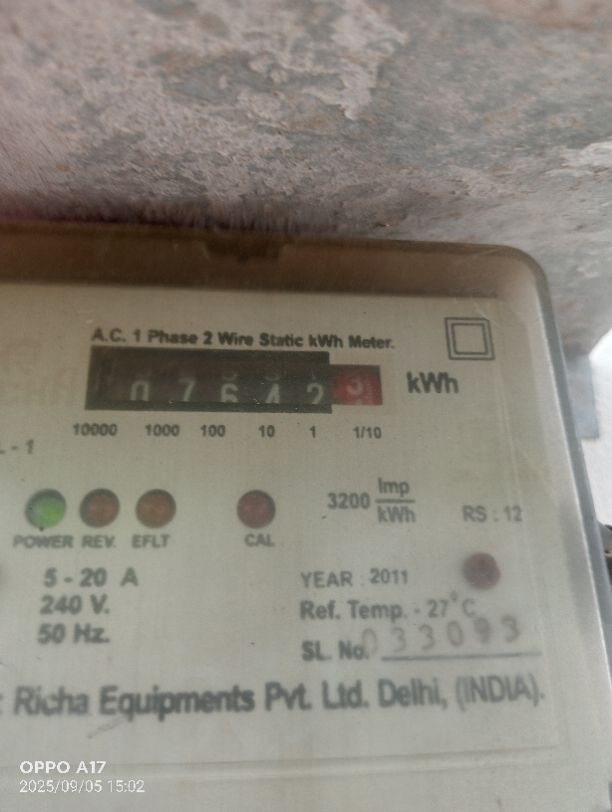 A.C. 1 Phase 2 Wire Static kWh Meter.
0 7 6 4 2 3 kWh
10000 1000 100 10 1 1/10
L - 1
3200 Imp/kWh
RS : 12
POWER REV. EFLT CAL
5 - 20 A
240 V.
50 Hz.
YEAR : 2011
Ref. Temp. - 27°C
SL. No. 033093
: Richa Equipments Pvt. Ltd. Delhi, (INDIA).
OPPO A17
2025/09/05 15:02